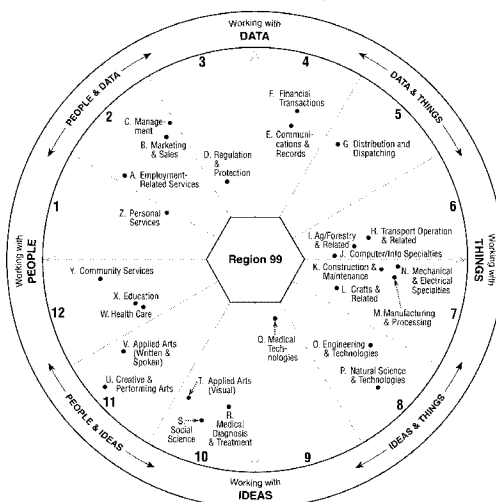 Working with
DATA
PEOPLE & DATA
DATA & THINGS
3
4
2
5
1
6
12
7
11
8
10
9
F. Financial
Transactions
C. Manage-
ment
B. Marketing
& Sales
E. Communi-
cations &
Records
D. Regulation
&
Protection
G. Distribution and
Dispatching
A. Employment-
Related Services
Z. Personal
Services
Working with
PEOPLE
Region 99
I. Ag/Forestry
& Related
H. Transport Operation
& Related
J. Computer/Info Specialties
K. Construction &
Maintenance
N. Mechanical
& Electrical
Specialties
L. Crafts &
Related
M. Manufacturing
& Processing
Working with
THINGS
Y. Community Services
X. Education
W. Health Care
V. Applied Arts
(Written &
Spoken)
U. Creative &
Performing Arts
T. Applied Arts
(Visual)
S.
Social
Science
R.
Medical
Diagnosis
& Treatment
Q. Medical
Tech-
nologies
O. Engineering
& Technologies
P. Natural Science
& Technologies
PEOPLE & IDEAS
IDEAS & THINGS
Working with
IDEAS